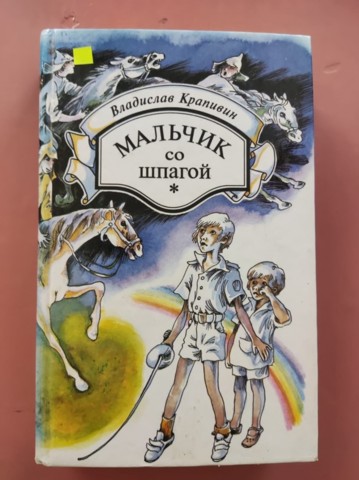 Владислав Крапивин
МАЛЬЧИК
СО
ШПАГОЙ
*